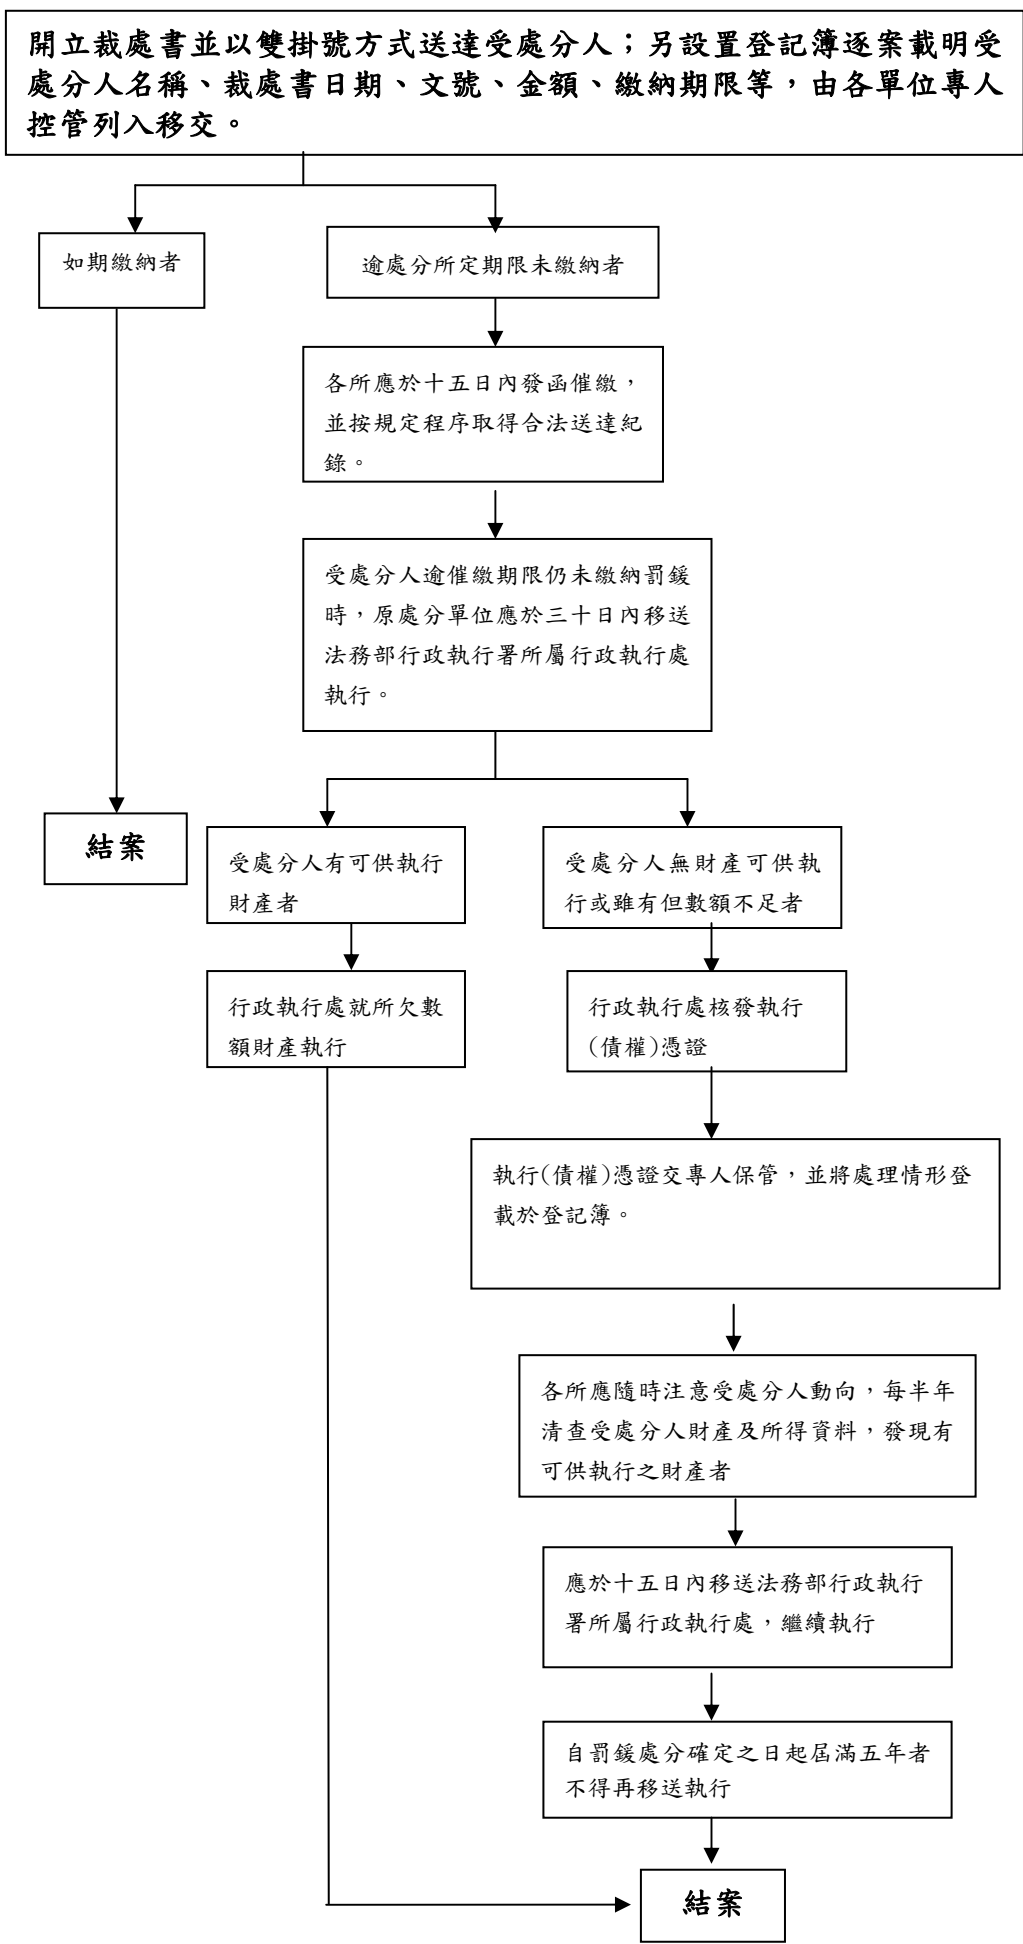 開立裁處書並以雙掛號方式送達受處分人；另設置登記簿逐案載明受
處分人名稱、裁處書日期、文號、金額、繳納期限等，由各單位專人
控管列入移交。
如期繳納者
逾處分所定期限未繳納者
各所應於十五日內發函催繳，
並按規定程序取得合法送達紀
錄。
受處分人逾催繳期限仍未繳納罰鍰
時，原處分單位應於三十日內移送
法務部行政執行署所屬行政執行處
執行。
結案
受處分人有可供執行
財產者
受處分人無財產可供執
行或雖有但數額不足者
行政執行處就所欠數
額財產執行
行政執行處核發執行
(債權)憑證
執行(債權)憑證交專人保管，並將處理情形登
載於登記簿。
各所應隨時注意受處分人動向，每半年
清查受處分人財產及所得資料，發現有
可供執行之財產者
應於十五日內移送法務部行政執行
署所屬行政執行處，繼續執行
自罰鍰處分確定之日起屆滿五年者
不得再移送執行
結案